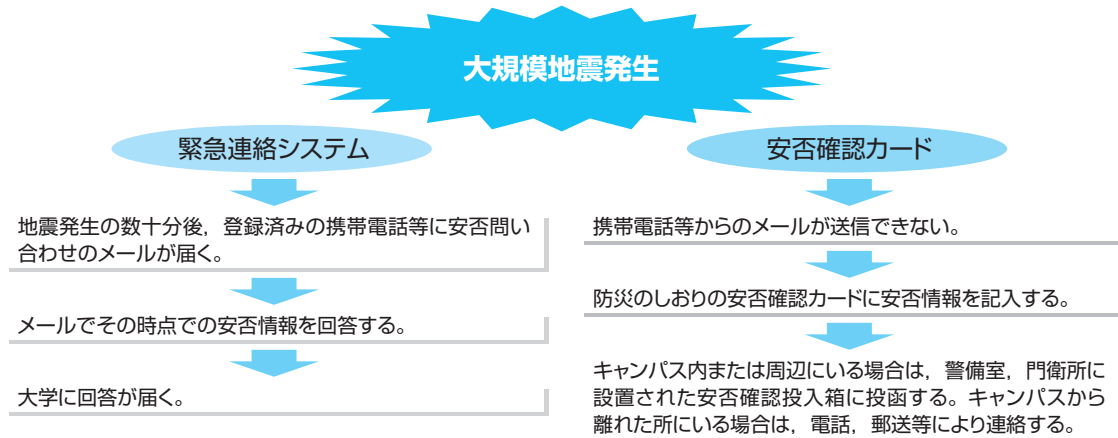 大規模地震発生
緊急連絡システム
地震発生の数十分後，登録済みの携帯電話等に安否問い
合わせのメールが届く。
メールでその時点での安否情報を回答する。
大学に回答が届く。
安否確認カード
携帯電話等からのメールが送信できない。
防災のしおりの安否確認カードに安否情報を記入する。
キャンパス内または周辺にいる場合は，警備室，門衛所に
設置された安否確認投入箱に投函する。キャンパスから
離れた所にいる場合は，電話，郵送等により連絡する。